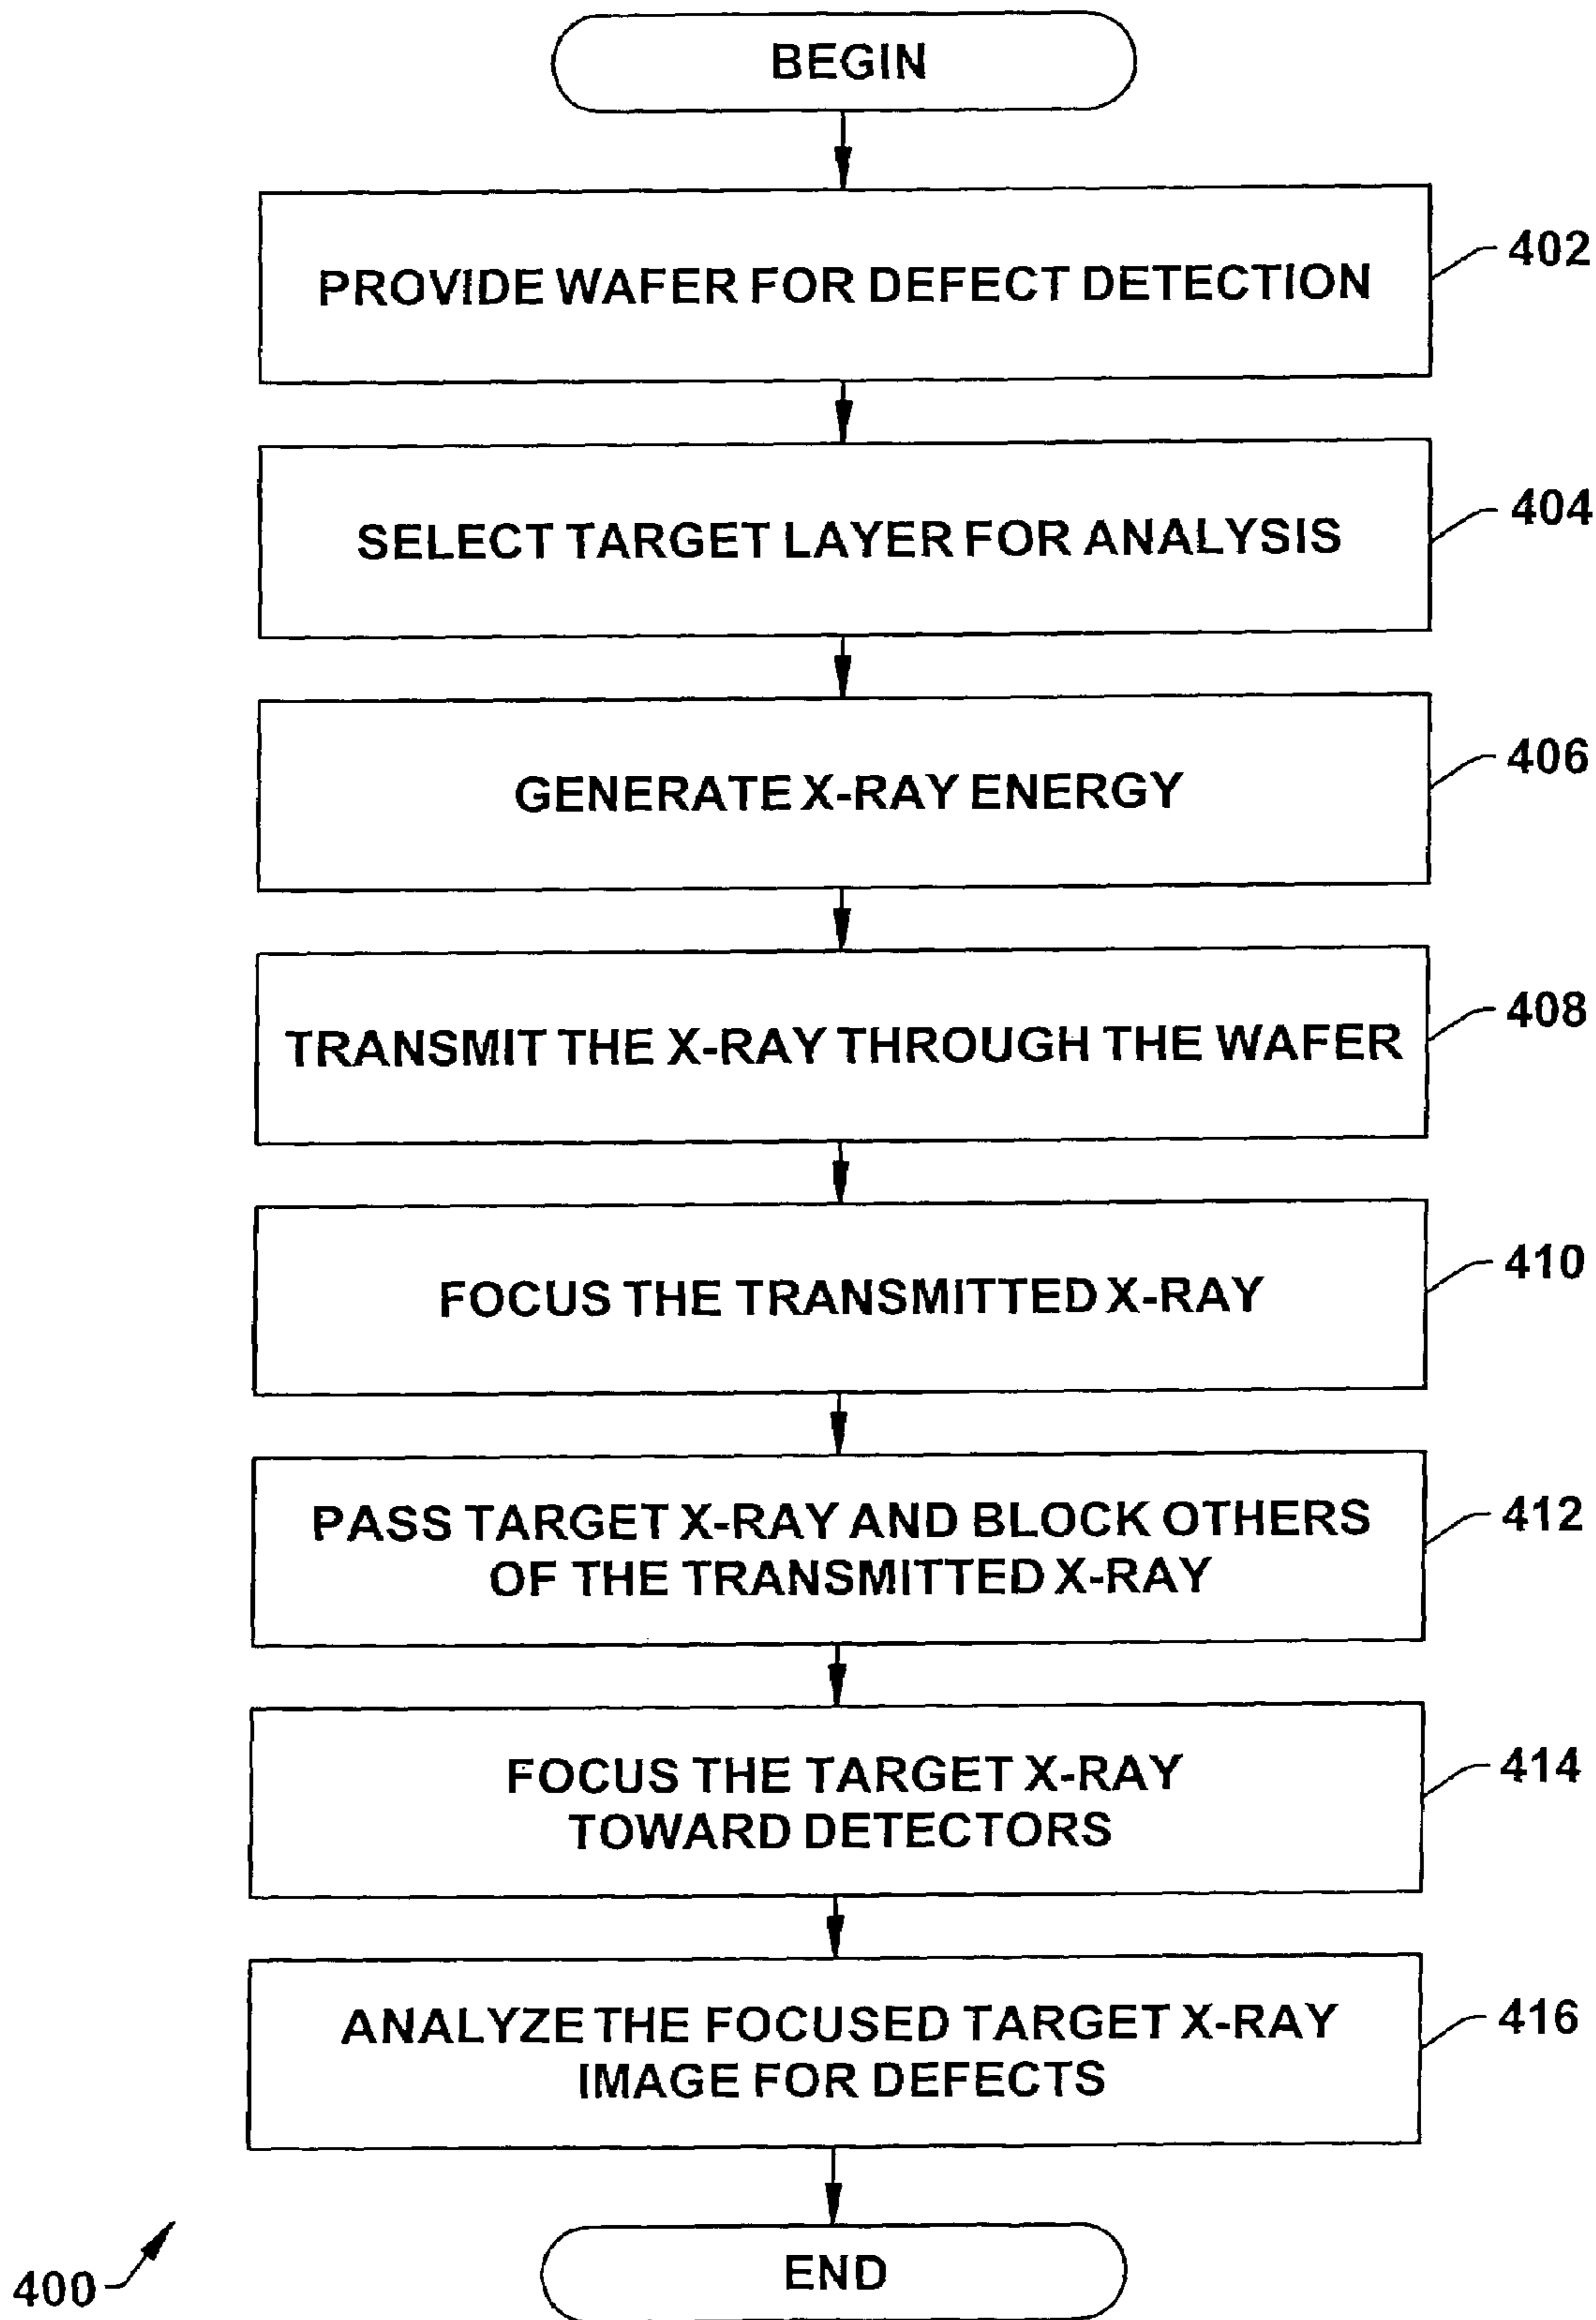 BEGIN
PROVIDE WAFER FOR DEFECT DETECTION
402
SELECT TARGET LAYER FOR ANALYSIS
404
GENERATE X-RAY ENERGY
406
TRANSMIT THE X-RAY THROUGH THE WAFER
408
FOCUS THE TRANSMITTED X-RAY
410
PASS TARGET X-RAY AND BLOCK OTHERS
OF THE TRANSMITTED X-RAY
412
FOCUS THE TARGET X-RAY
TOWARD DETECTORS
414
ANALYZE THE FOCUSED TARGET X-RAY
IMAGE FOR DEFECTS
416
END
400